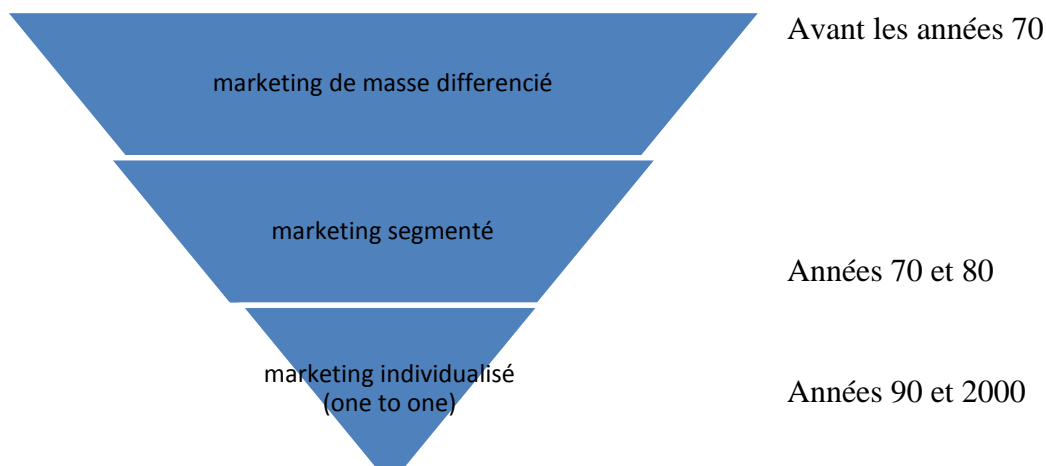 Avant les années 70
marketing de masse differencié
marketing segmenté
Années 70 et 80
marketing individualisé
(one to one)
Années 90 et 2000